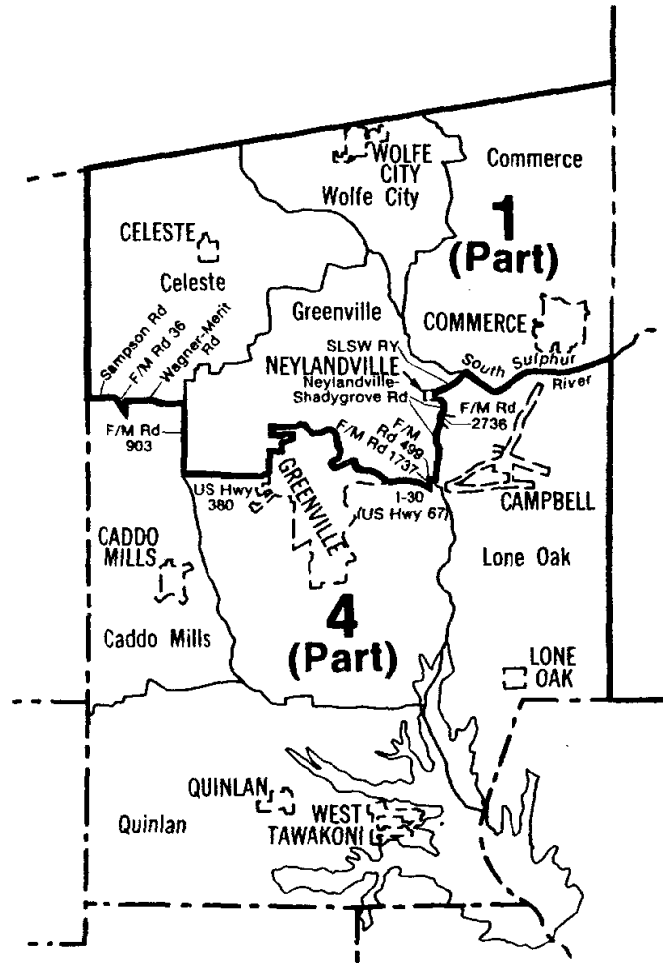 WOLFE
CITY
Wolfe City
Commerce
1
(Part)
CELESTE
Celeste
Greenville
COMMERCE
SLSW RY
South Sulphur
River
Sampson Rd
F/M Rd 36
Wagner-Merit
Rd
NEYLANDVILLE
Neylandville-
Shadygrove Rd
F/M Rd
903
F/M Rd
2736
F/M
Rd 499
F/M Rd 1737
US Hwy
380
GREENVILLE
I-30
(US Hwy 67)
CAMPBELL
CADDO
MILLS
Lone Oak
4
(Part)
Caddo Mills
LONE
OAK
QUINLAN
Quinlan
WEST
TAWAKONI